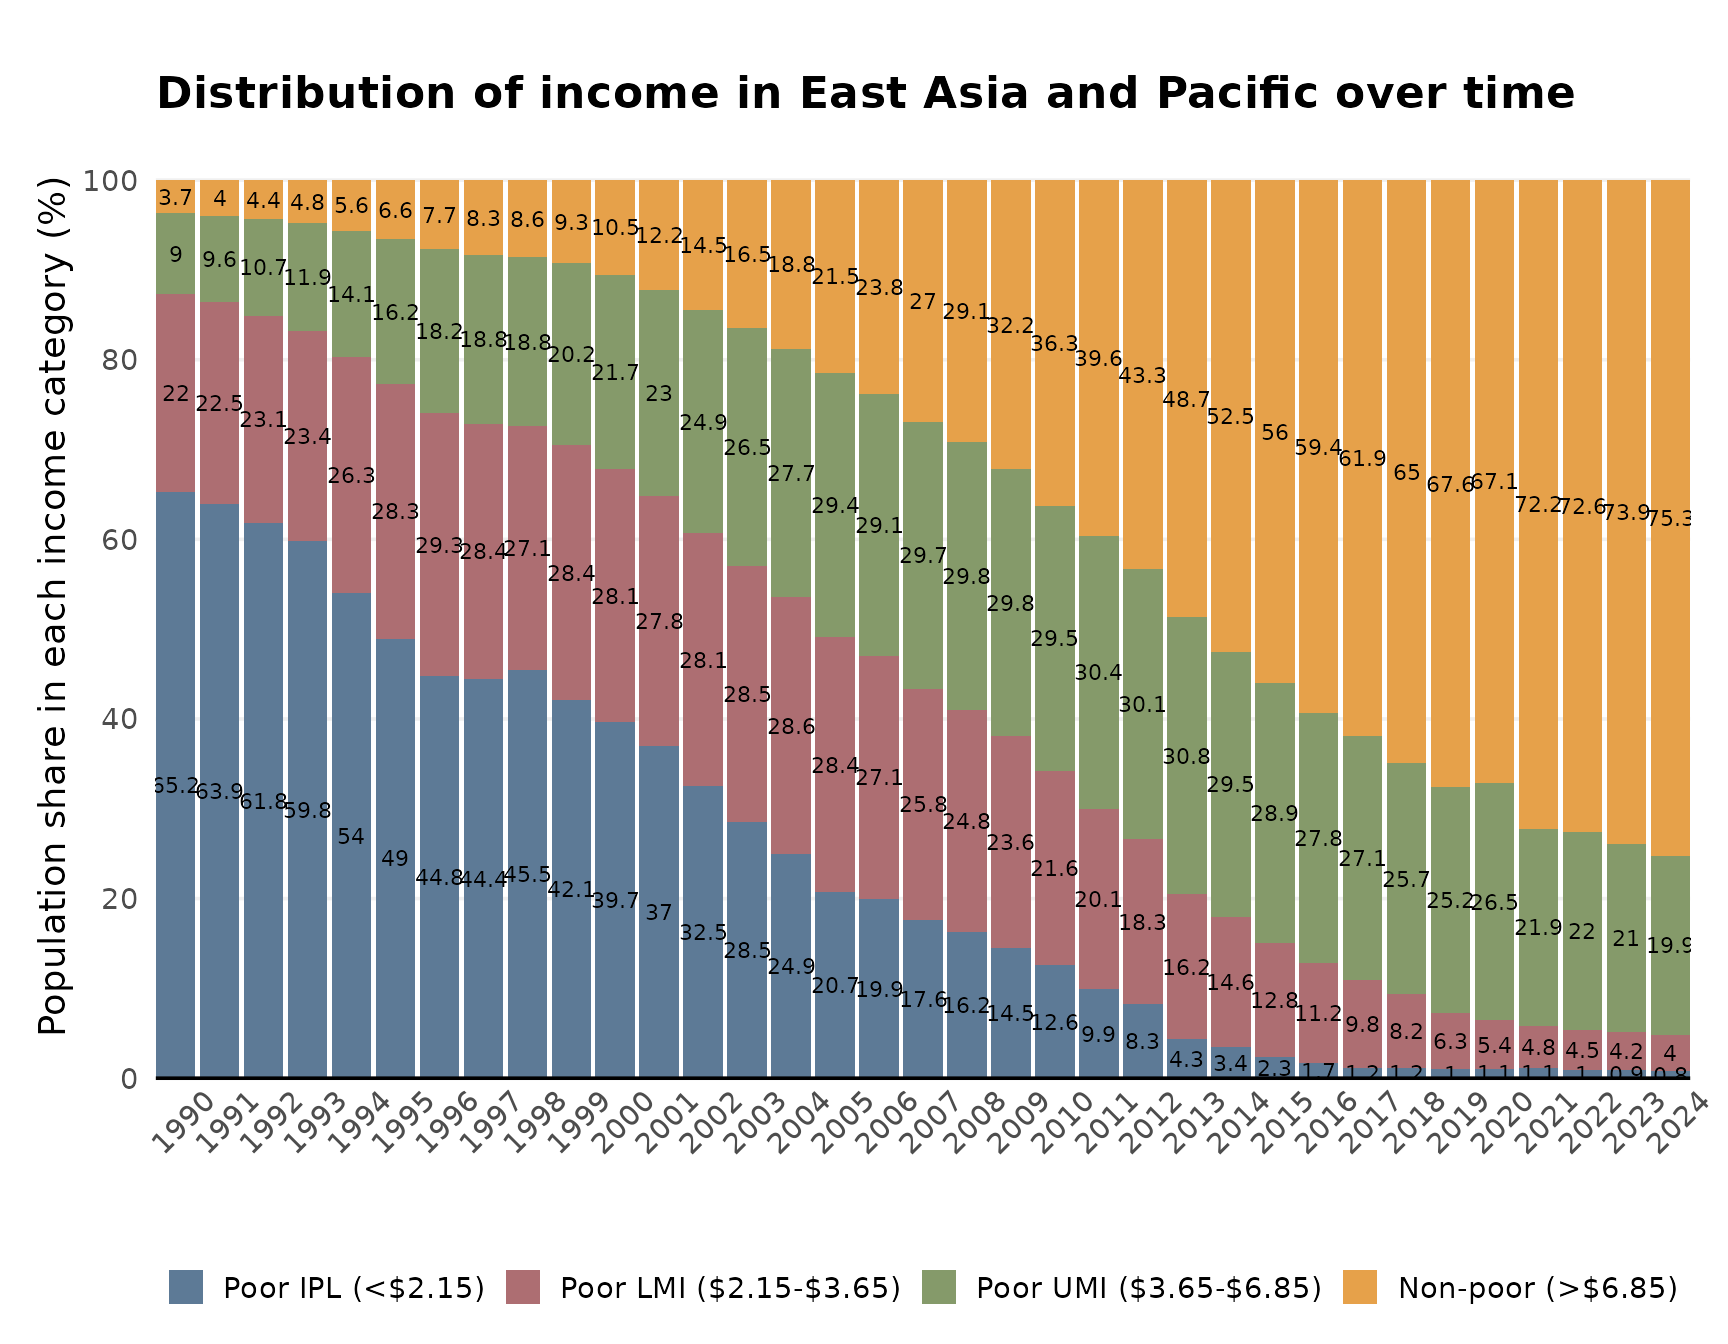 Distribution of income in East Asia and Pacific over time
Population share in each income category (%)
100
80
60
40
20
0
3.7 4 4.4 4.8 5.6 6.6 7.7 8.3 8.6 9.3 10.5 12.2 14.5 16.5 18.8 21.5 23.8 27 29.1 32.2 36.3 39.6 43.3 48.7 52.5 56 59.4 61.9 65 67.6 67.1 72.2 72.6 73.9 75.3
9 9.6 10.7 11.9 14.1 16.2 18.2 18.8 18.8 20.2 21.7 23 24.9 26.5 27.7 29.4 29.1 29.7 29.8 29.8 29.5 30.4 30.1 30.8 29.5 28.9 27.8 27.1 25.7 25.2 26.5 21.9 22 21 19.9
22 22.5 23.1 23.4 26.3 28.3 29.3 28.4 27.1 28.4 28.1 27.8 28.1 28.5 28.6 28.4 27.1 25.8 24.8 23.6 21.6 20.1 18.3 16.2 14.6 12.8 11.2 9.8 8.2 6.3 5.4 4.8 4.5 4.2 4
65.2 63.9 61.8 59.8 54 49 44.8 44.4 45.5 42.1 39.7 37 32.5 28.5 24.9 20.7 19.9 17.6 16.2 14.5 12.6 9.9 8.3 4.3 3.4 2.3 1.7 1.2 1.2 1 1.1 1.1 1 0.9 0.8
1990 1991 1992 1993 1994 1995 1996 1997 1998 1999 2000 2001 2002 2003 2004 2005 2006 2007 2008 2009 2010 2011 2012 2013 2014 2015 2016 2017 2018 2019 2020 2021 2022 2023 2024
Poor IPL (<$2.15) Poor LMI ($2.15-$3.65) Poor UMI ($3.65-$6.85) Non-poor (>$6.85)